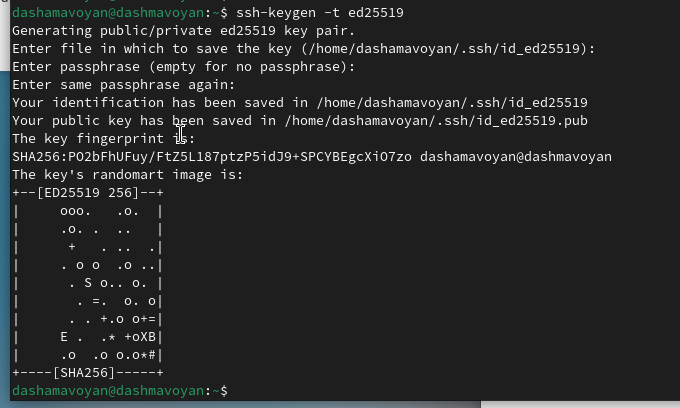 dashamavoyan@dashmavoyan:~$ ssh-keygen -t ed25519
Generating public/private ed25519 key pair.
Enter file in which to save the key (/home/dashamavoyan/.ssh/id_ed25519):
Enter passphrase (empty for no passphrase):
Enter same passphrase again:
Your identification has been saved in /home/dashamavoyan/.ssh/id_ed25519
Your public key has been saved in /home/dashamavoyan/.ssh/id_ed25519.pub
The key fingerprint is:
SHA256:PO2bFhUFuy/FtZ5L187ptzP5idJ9+SPCYBEgcXiO7zo dashamavoyan@dashmavoyan
The key's randomart image is:
+--[ED25519 256]--+
|     ooo.   .o.  |
|     .o. .  ..   |
|      +   . ..  .|
|     . o o  .o ..|
|      . S o.. o. |
|       . =.  o. o|
|      . . +.o o+=|
|     E .  .* +oXB|
|     .o  .o o.o*#|
+----[SHA256]-----+
dashamavoyan@dashmavoyan:~$